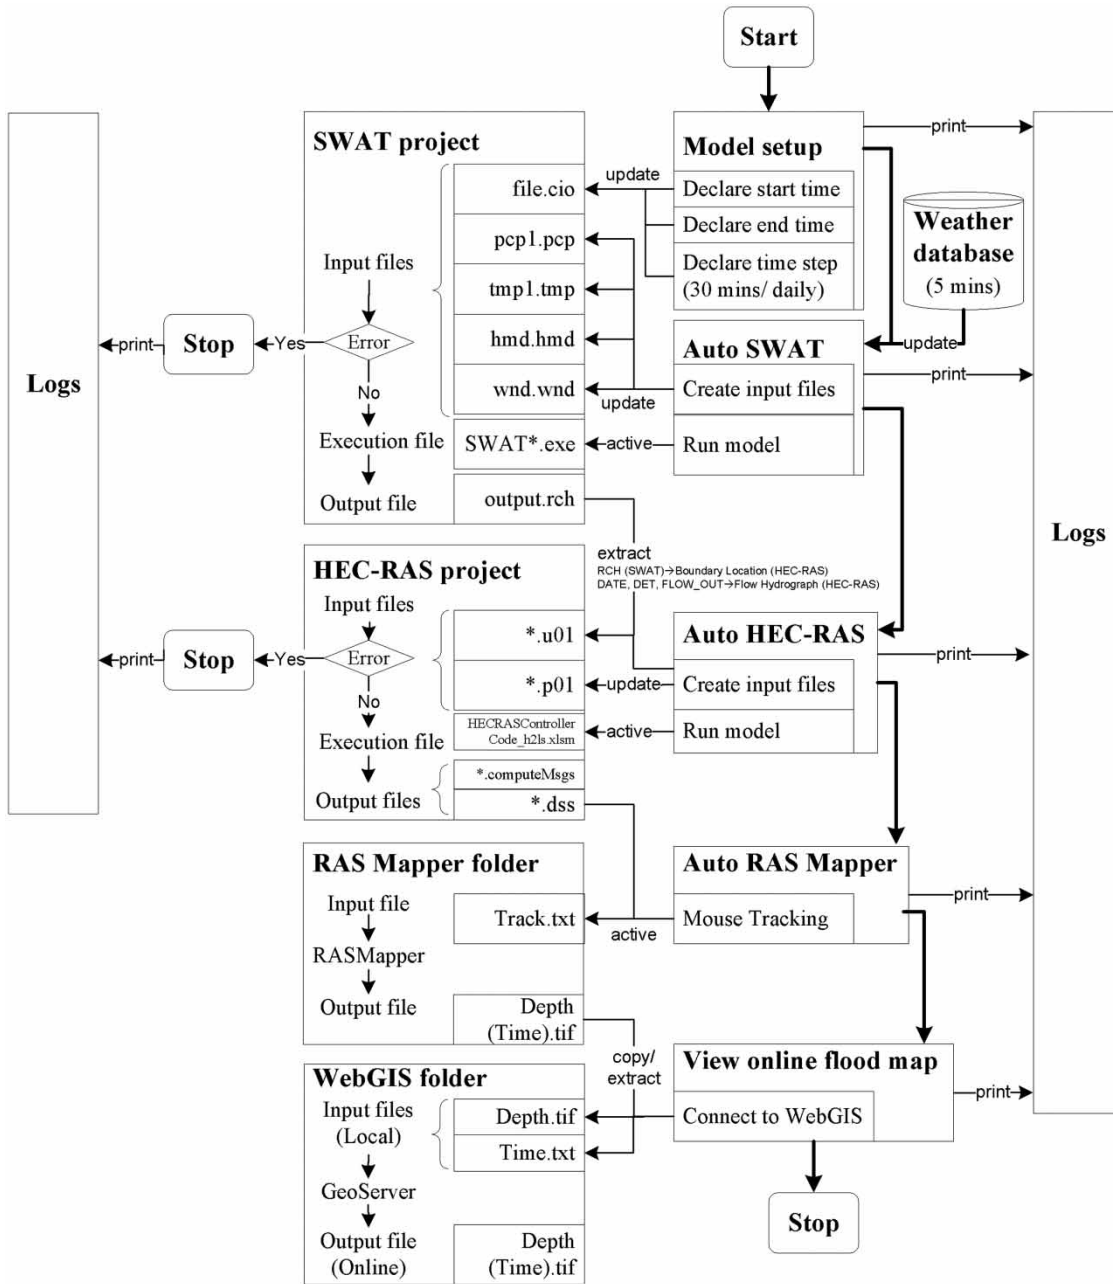 Start
SWAT project
Model setup
print
file.cio
update
Declare start time
pcp1.pcp
Declare end time
Weather
database
(5 mins)
Input files
tmp1.tmp
Declare time step
(30 mins/ daily)
Logs
print
Stop
Yes
Error
hmd.hmd
Auto SWAT
update
print
No
wnd.wnd
update
Create input files
Execution file
SWAT*.exe
active
Run model
Output file
output.rch
Logs
extract
RCH (SWAT)→Boundary Location (HEC-RAS)
DATE, DET, FLOW_OUT→Flow Hydrograph (HEC-RAS)
HEC-RAS project
Input files
*.u01
Auto HEC-RAS
print
print
Stop
Yes
Error
*.p01
update
Create input files
No
Execution file
HECRASController
Code_h2ls.xlsm
active
Run model
*.computeMsgs
Output files
*.dss
RAS Mapper folder
Auto RAS Mapper
print
Input file
Track.txt
active
Mouse Tracking
RASMapper
Output file
Depth
(Time).tif
copy/
extract
View online flood map
print
WebGIS folder
Input files
(Local)
Depth.tif
Connect to WebGIS
Time.txt
GeoServer
Stop
Output file
(Online)
Depth
(Time).tif